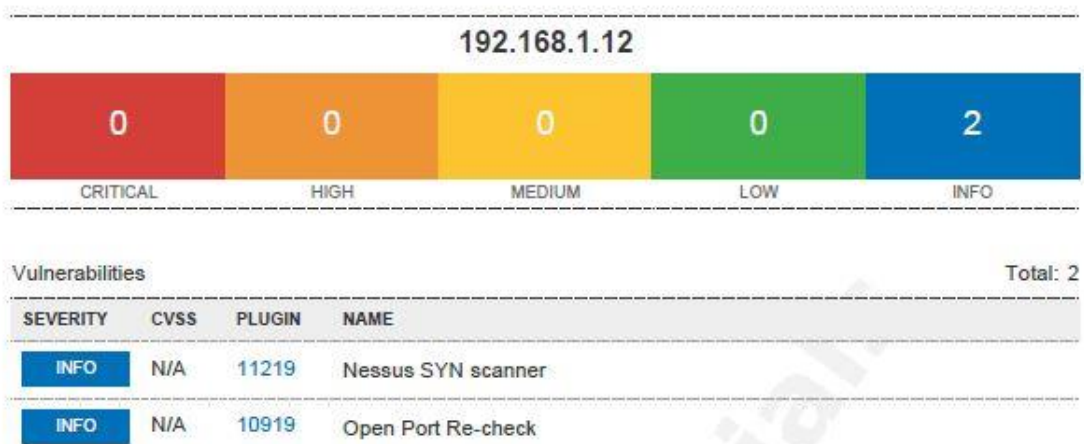 192.168.1.12
0 0 0 0 2
CRITICAL HIGH MEDIUM LOW INFO
Vulnerabilities Total: 2
SEVERITY CVSS PLUGIN NAME
INFO N/A 11219 Nessus SYN scanner
INFO N/A 10919 Open Port Re-check